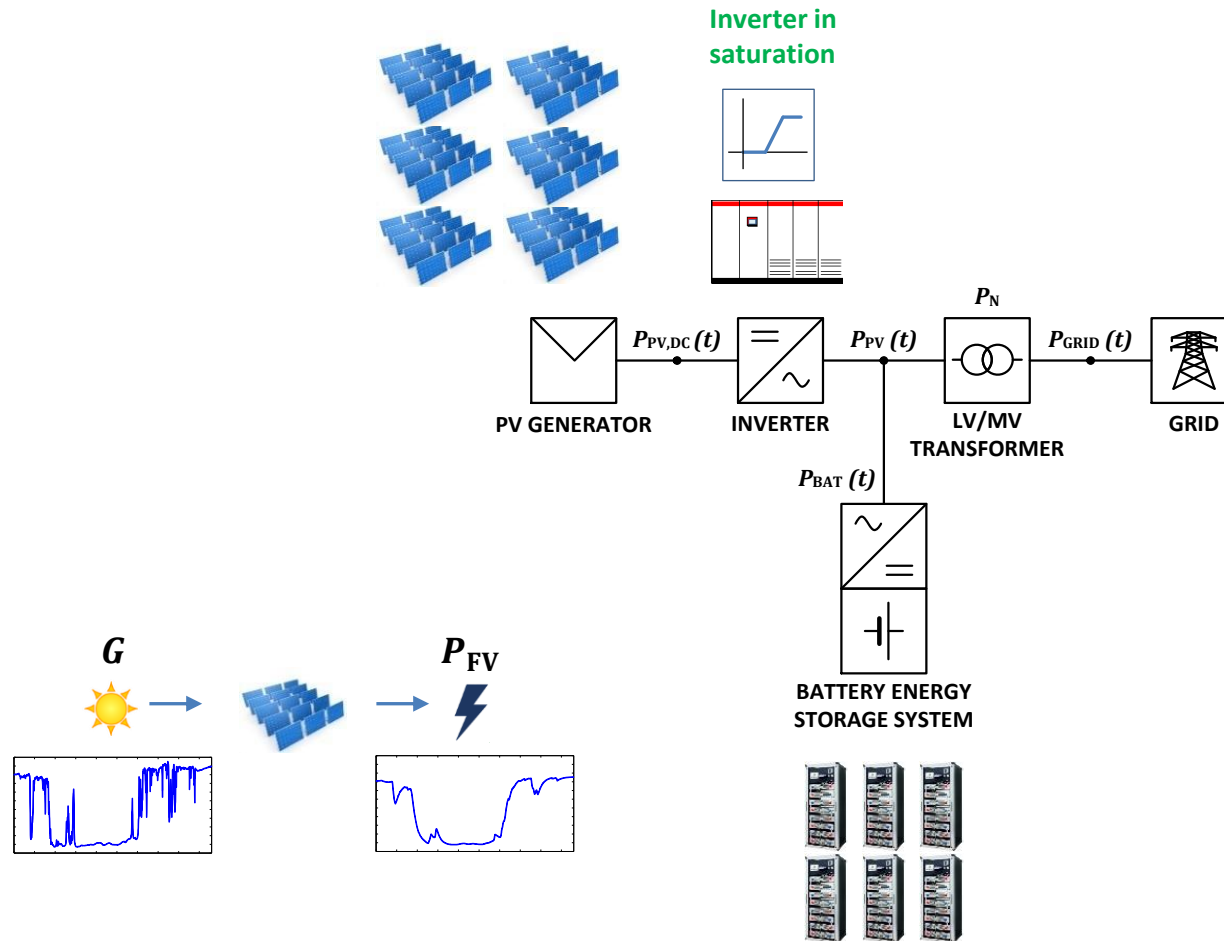 Inverter in
saturation
P_N
P_PV,DC (t)
P_PV (t)
P_GRID (t)
PV GENERATOR
INVERTER
LV/MV
TRANSFORMER
GRID
P_BAT (t)
G
P_FV
BATTERY ENERGY
STORAGE SYSTEM